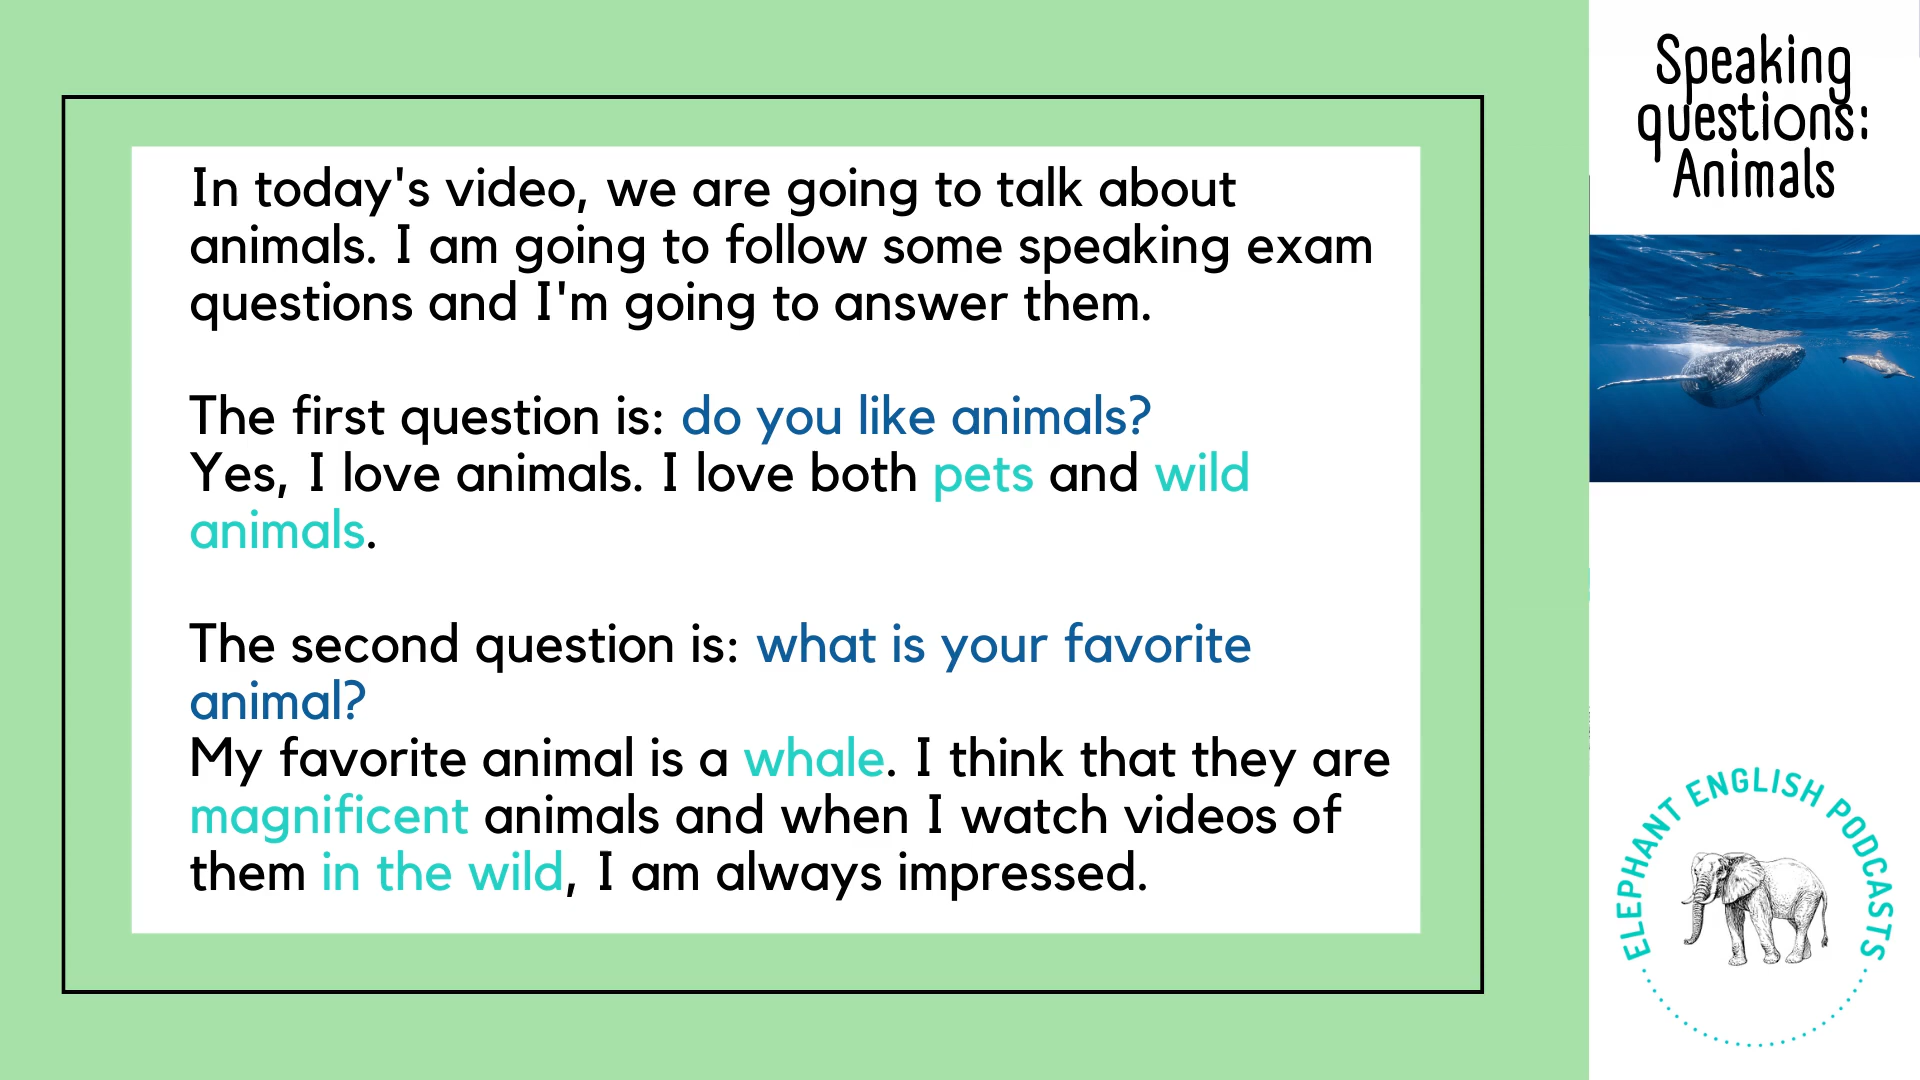 In today's video, we are going to talk about
animals. I am going to follow some speaking exam
questions and I'm going to answer them.
The first question is: do you like animals?
Yes, I love animals. I love both pets and wild
animals.
The second question is: what is your favorite
animal?
My favorite animal is a whale. I think that they are
magnificent animals and when I watch videos of
them in the wild, I am always impressed.
Speaking
questions:
Animals
ELEPHANT ENGLISH PODCASTS